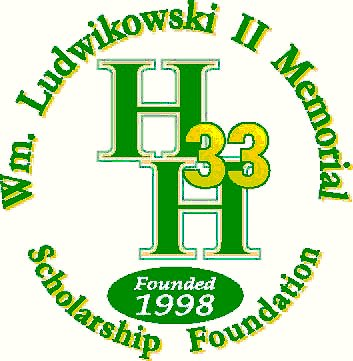 Wm. Ludwikowski II Memorial
H
33
H
Founded
1998
Scholarship Foundation